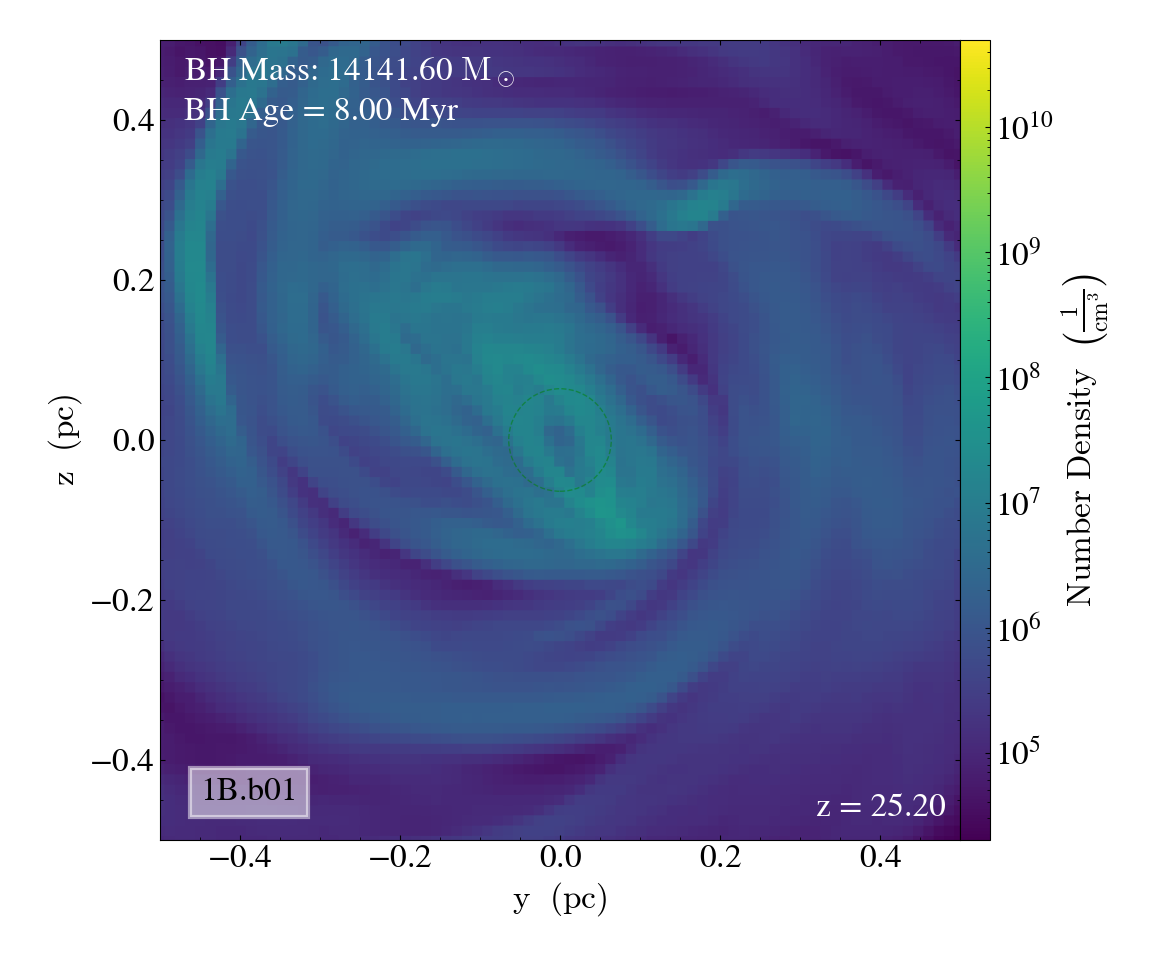 BH Mass: 14141.60 M⊙
BH Age = 8.00 Myr
0.4
0.2
0.0
−0.2
−0.4
z (pc)
1B.b01
z = 25.20
−0.4 −0.2 0.0 0.2 0.4
y (pc)
10¹⁰
10⁹
10⁸
10⁷
10⁶
10⁵
Number Density (1/cm³)